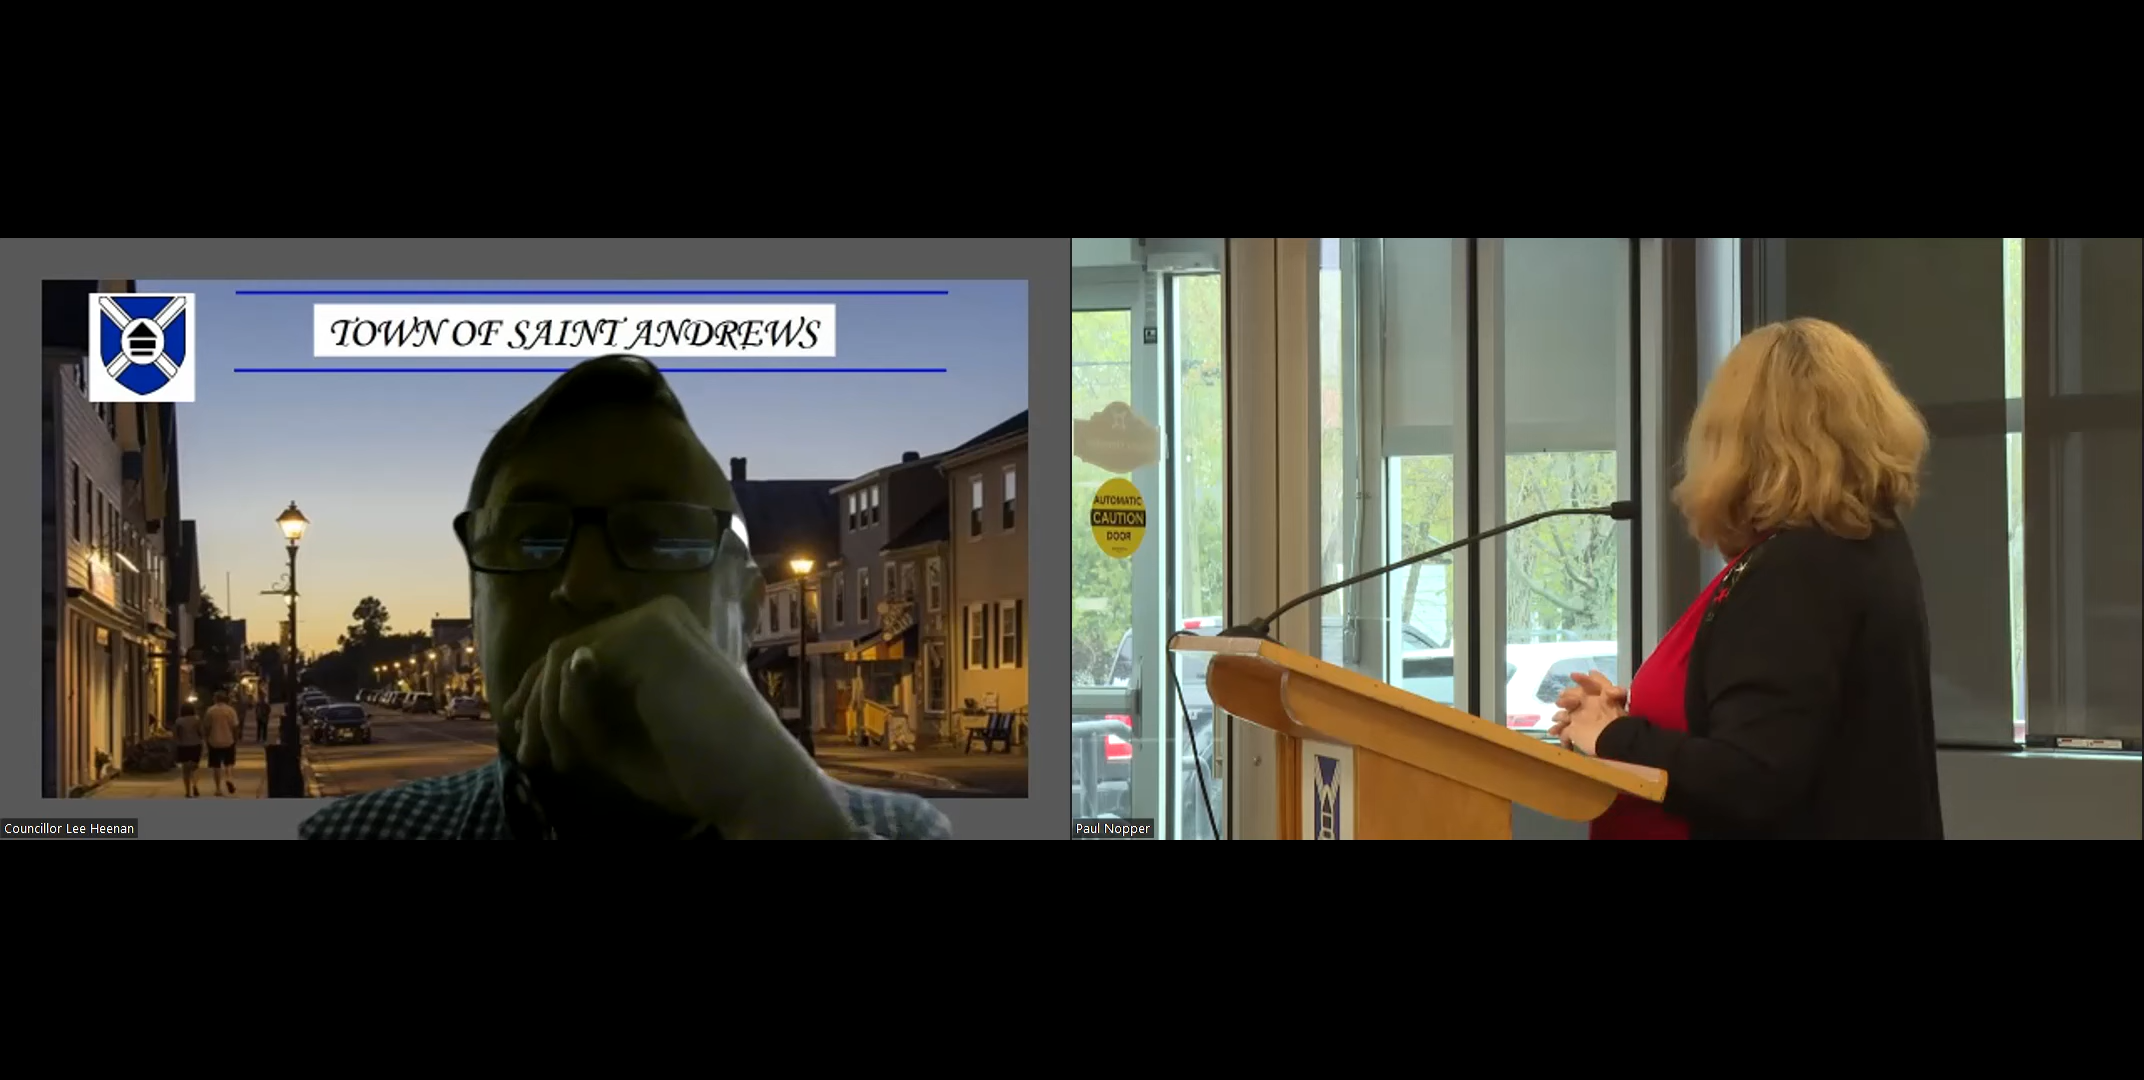 TOWN OF SAINT ANDREWS
Councillor Lee Heenan
AUTOMATIC
CAUTION
DOOR
Paul Nopper